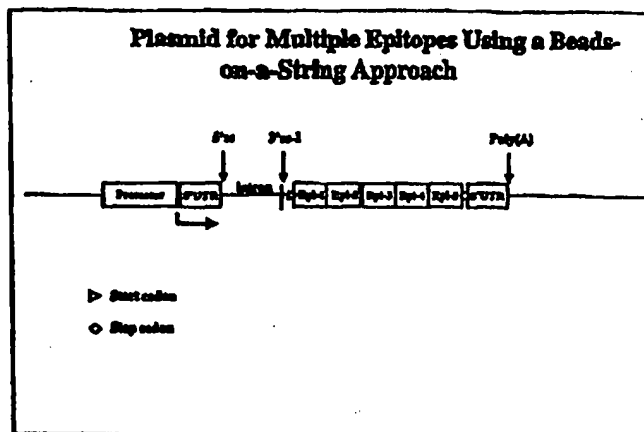 Plasmid for Multiple Epitopes Using a Beads-
on-a-String Approach
5'ss 3'ss-1 Poly(A)
Promoter 5'UTR Intron Epi-1 Epi-2 Epi-3 Epi-4 Epi-5 3'UTR
Start codon
Stop codon